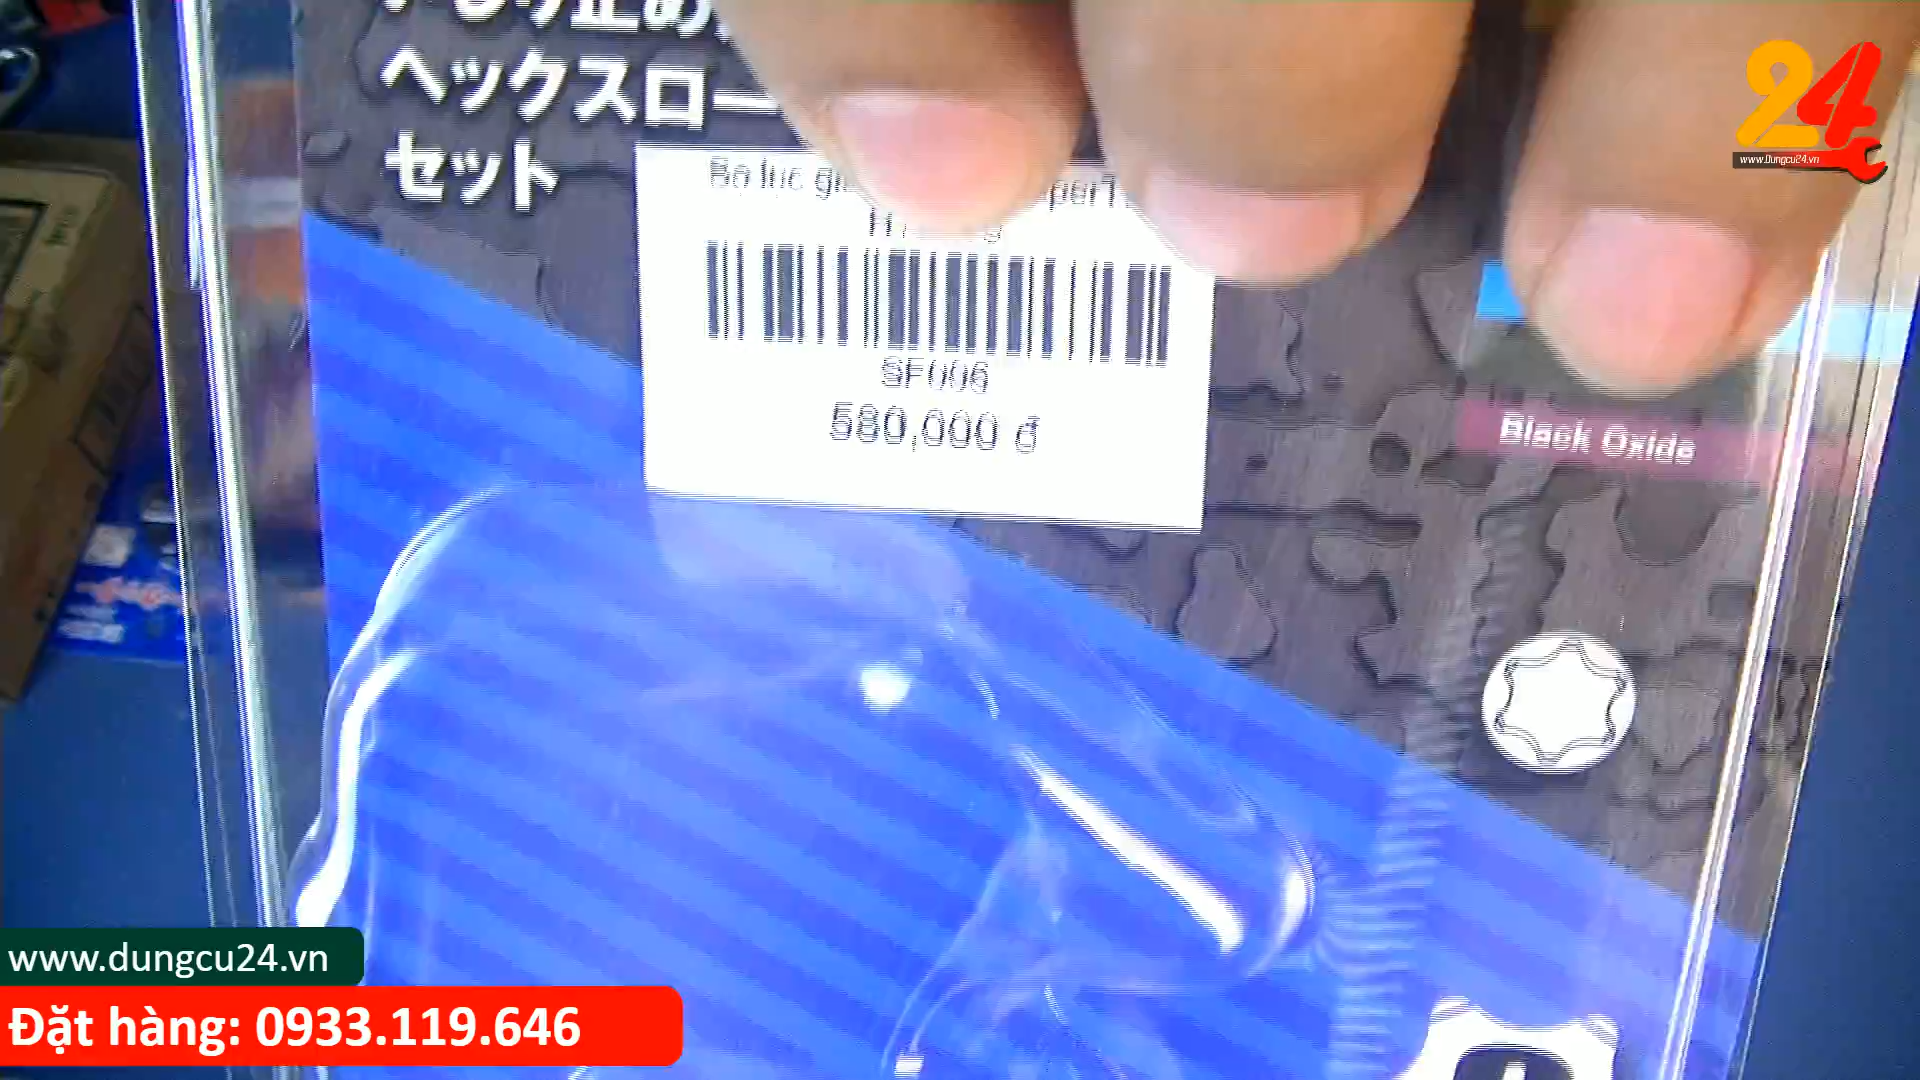 ヘックスロー
セット
24
www.Dungcu24.vn
SF006
580,000 đ
Black Oxide
www.dungcu24.vn
Đặt hàng: 0933.119.646